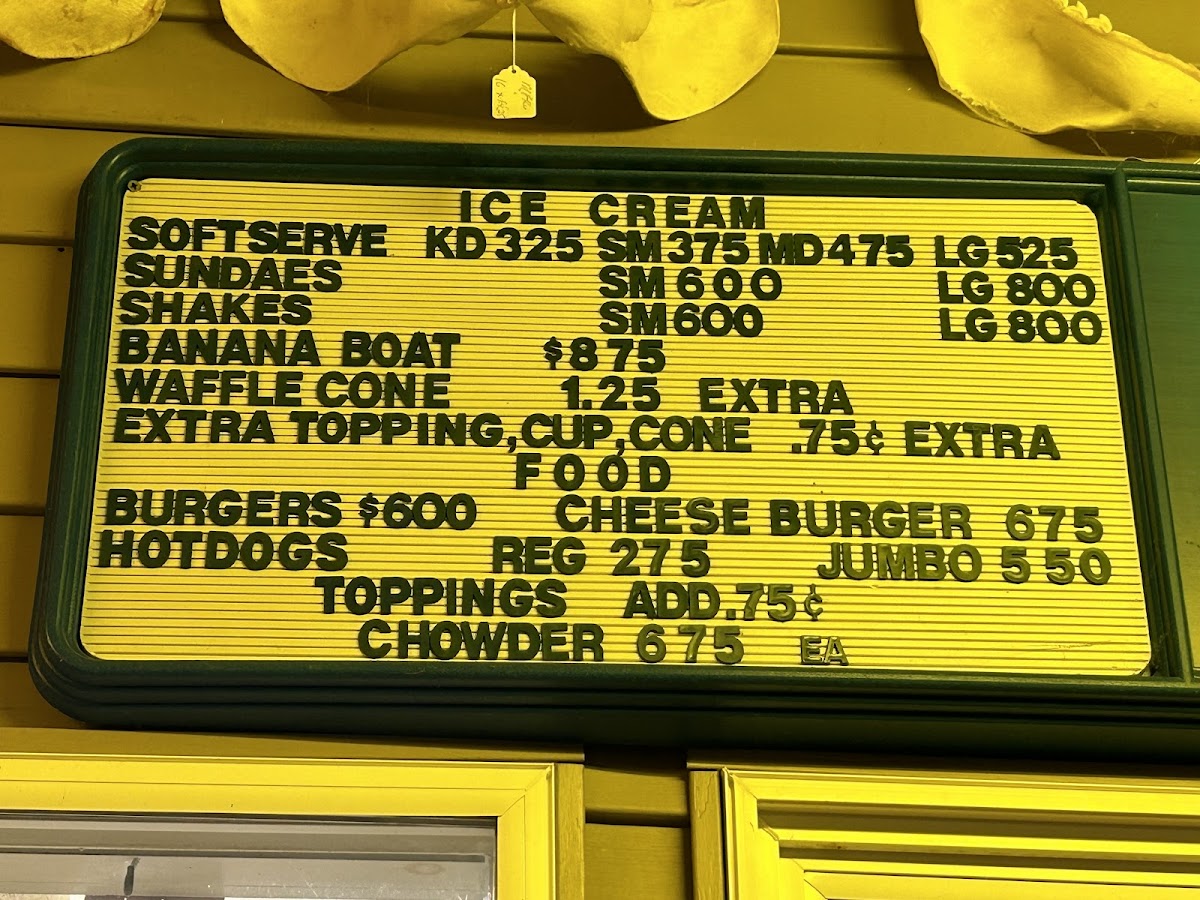 ICE CREAM
SOFTSERVE KD 325 SM 375 MD 475 LG 525
SUNDAES SM 600 LG 800
SHAKES SM 600 LG 800
BANANA BOAT $875
WAFFLE CONE 1.25 EXTRA
EXTRA TOPPING, CUP, CONE .75¢ EXTRA
FOOD
BURGERS $600 CHEESE BURGER 675
HOTDOGS REG 275 JUMBO 550
TOPPINGS ADD .75¢
CHOWDER 675 EA